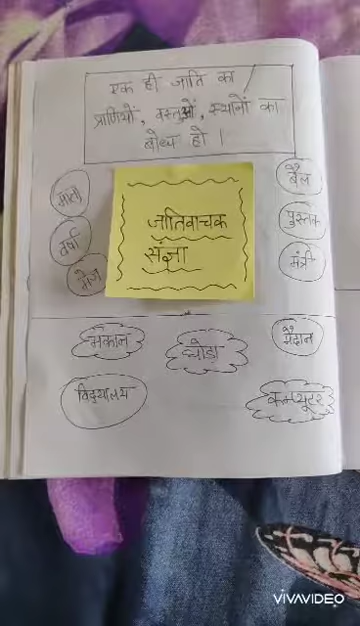 एक ही जाति का
प्राणियों, वस्तुओं, स्थानों का
बोध हो।
माता
वर्षा
मेज
जातिवाचक
संज्ञा
बैल
पुस्तक
मंत्री
मकान
घोड़ा
मैदान
विद्यालय
कम्प्यूटर
VIVAVIDEO